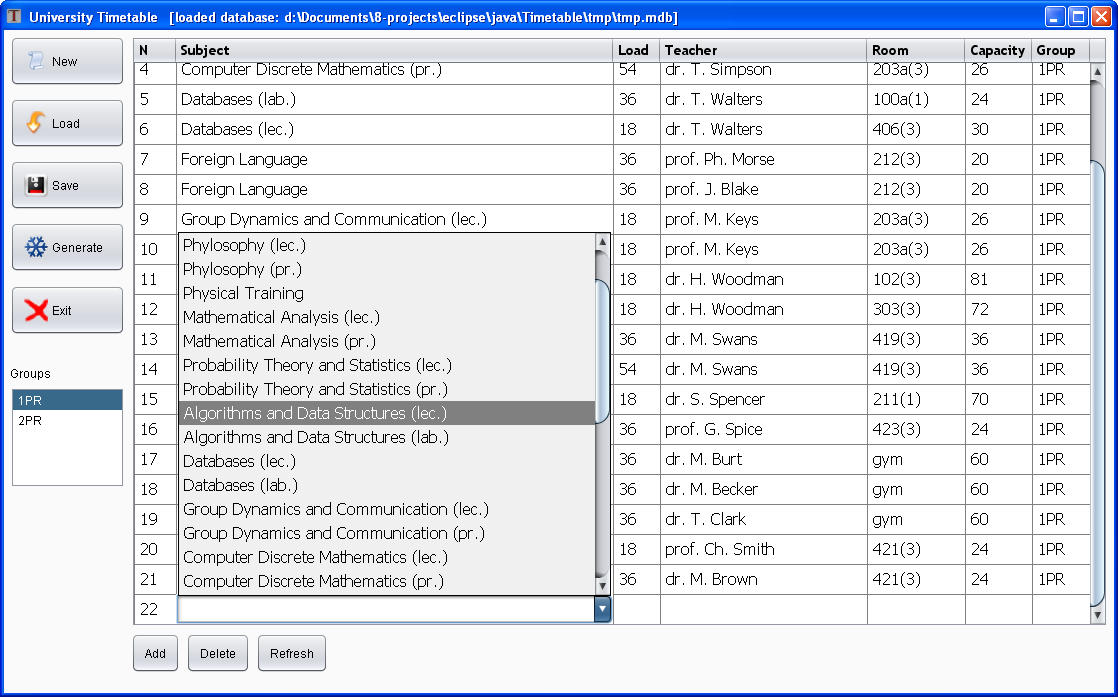 University Timetable [loaded database: d:\Documents\8-projects\eclipse\java\Timetable\tmp\tmp.mdb]
New
Load
Save
Generate
Exit
Groups
1PR
2PR
N Subject Load Teacher Room Capacity Group
4 Computer Discrete Mathematics (pr.) 54 dr. T. Simpson 203a(3) 26 1PR
5 Databases (lab.) 36 dr. T. Walters 100a(1) 24 1PR
6 Databases (lec.) 18 dr. T. Walters 406(3) 30 1PR
7 Foreign Language 36 prof. Ph. Morse 212(3) 20 1PR
8 Foreign Language 36 prof. J. Blake 212(3) 20 1PR
9 Group Dynamics and Communication (lec.) 18 prof. M. Keys 203a(3) 26 1PR
10 18 prof. M. Keys 203a(3) 26 1PR
11 18 dr. H. Woodman 102(3) 81 1PR
12 18 dr. H. Woodman 303(3) 72 1PR
13 36 dr. M. Swans 419(3) 36 1PR
14 54 dr. M. Swans 419(3) 36 1PR
15 18 dr. S. Spencer 211(1) 70 1PR
16 36 prof. G. Spice 423(3) 24 1PR
17 36 dr. M. Burt gym 60 1PR
18 36 dr. M. Becker gym 60 1PR
19 36 dr. T. Clark gym 60 1PR
20 18 prof. Ch. Smith 421(3) 24 1PR
21 36 dr. M. Brown 421(3) 24 1PR
22
Phylosophy (lec.)
Phylosophy (pr.)
Physical Training
Mathematical Analysis (lec.)
Mathematical Analysis (pr.)
Probability Theory and Statistics (lec.)
Probability Theory and Statistics (pr.)
Algorithms and Data Structures (lec.)
Algorithms and Data Structures (lab.)
Databases (lec.)
Databases (lab.)
Group Dynamics and Communication (lec.)
Group Dynamics and Communication (pr.)
Computer Discrete Mathematics (lec.)
Computer Discrete Mathematics (pr.)
Add Delete Refresh